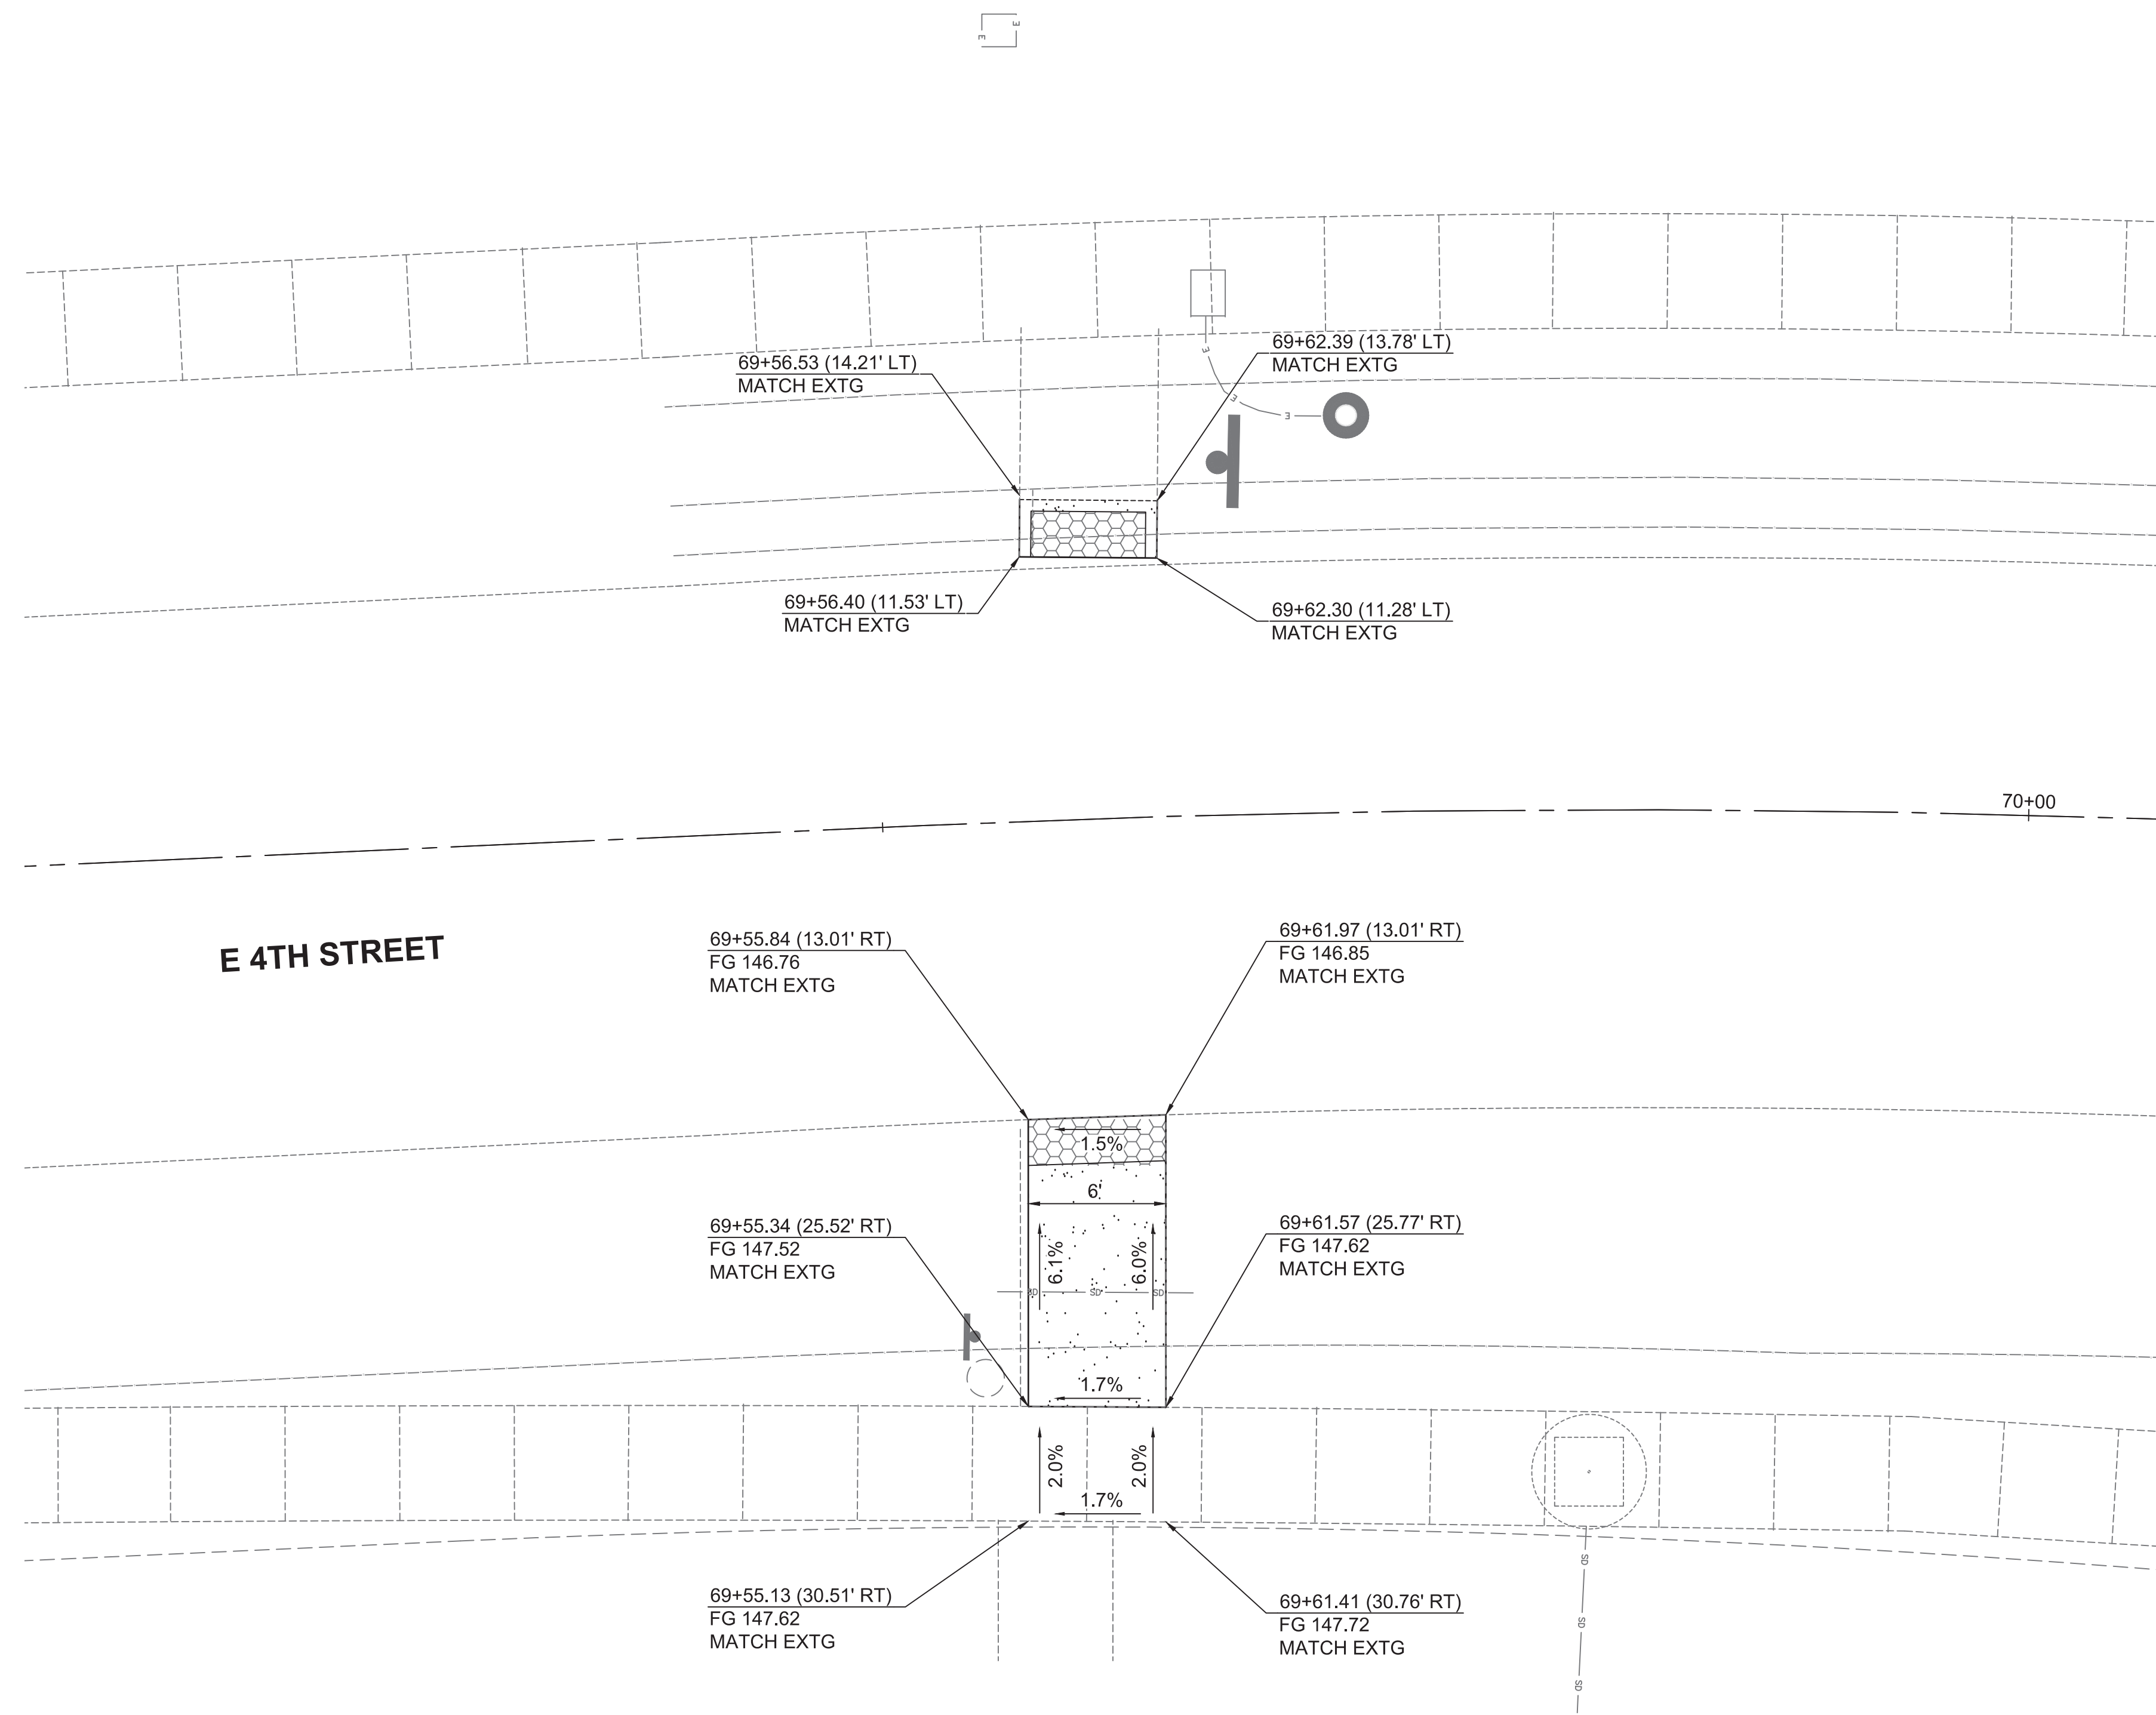 E
E
69+56.53 (14.21' LT)
MATCH EXTG
69+62.39 (13.78' LT)
MATCH EXTG
E
E
E
69+56.40 (11.53' LT)
MATCH EXTG
69+62.30 (11.28' LT)
MATCH EXTG
70+00
E 4TH STREET
69+55.84 (13.01' RT)
FG 146.76
MATCH EXTG
69+61.97 (13.01' RT)
FG 146.85
MATCH EXTG
1.5%
6'
69+55.34 (25.52' RT)
FG 147.52
MATCH EXTG
69+61.57 (25.77' RT)
FG 147.62
MATCH EXTG
6.1%
6.0%
SD
SD
SD
1.7%
2.0%
2.0%
1.7%
69+55.13 (30.51' RT)
FG 147.62
MATCH EXTG
69+61.41 (30.76' RT)
FG 147.72
MATCH EXTG
SD
SD
SD